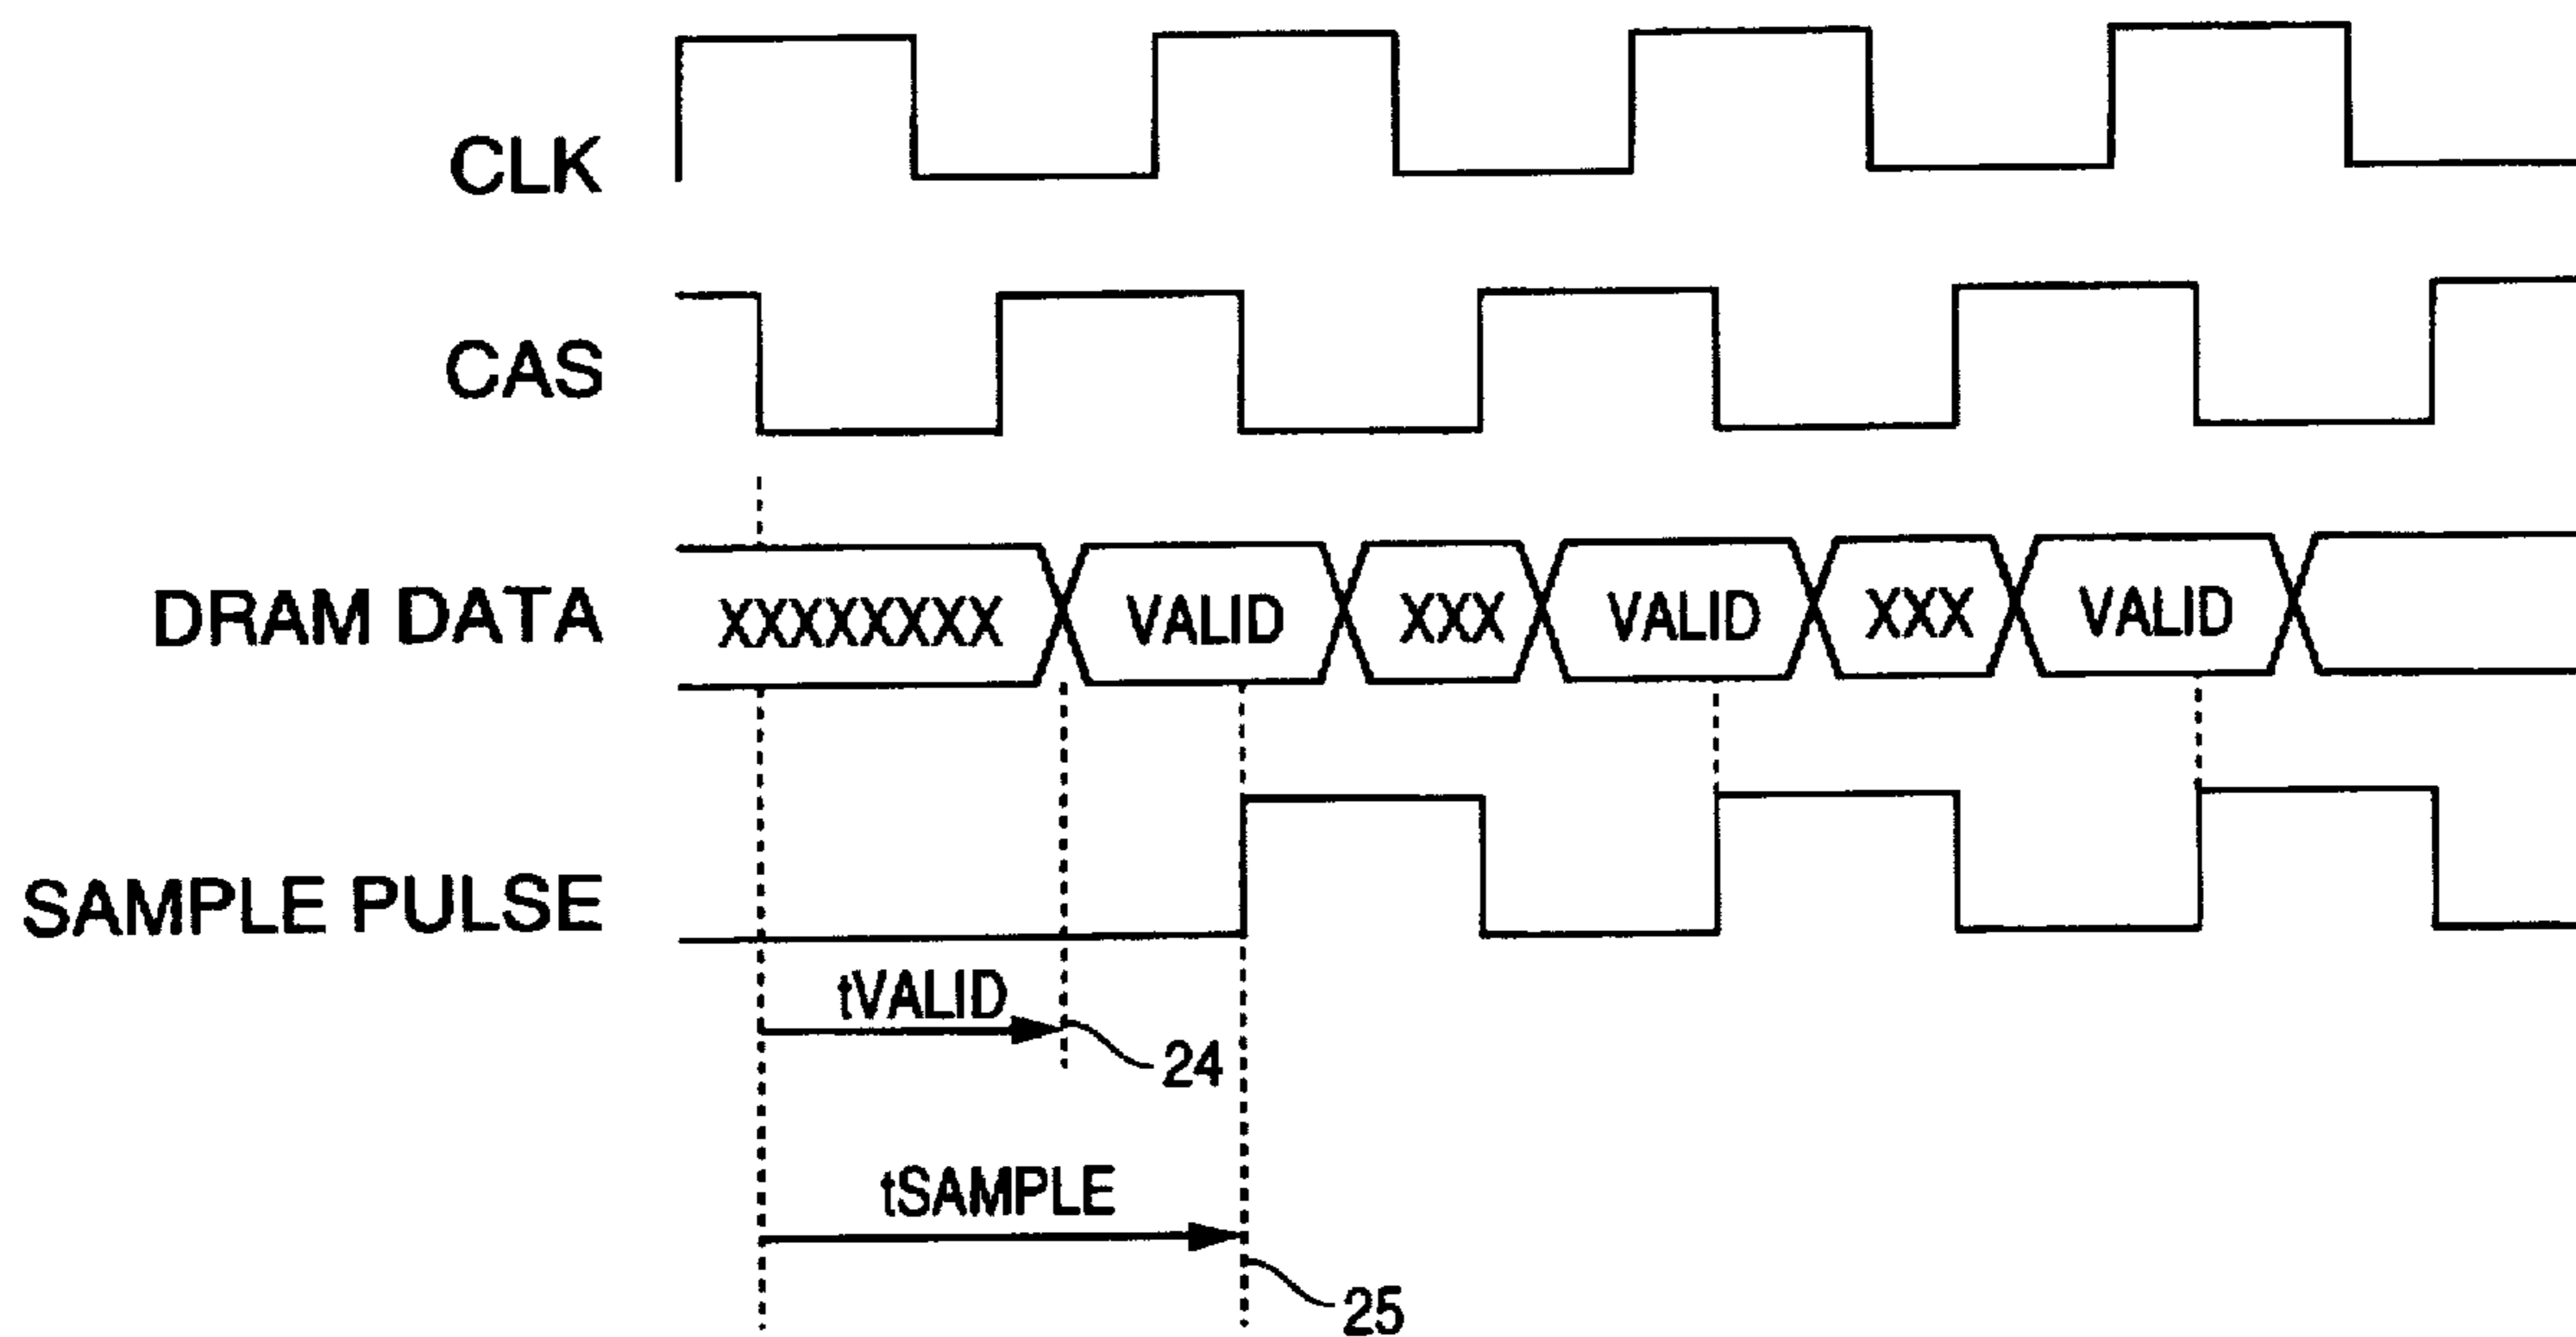 CLK
CAS
DRAM DATA XXXXXXXX VALID XXX VALID XXX VALID
SAMPLE PULSE
tVALID
24
tSAMPLE
25